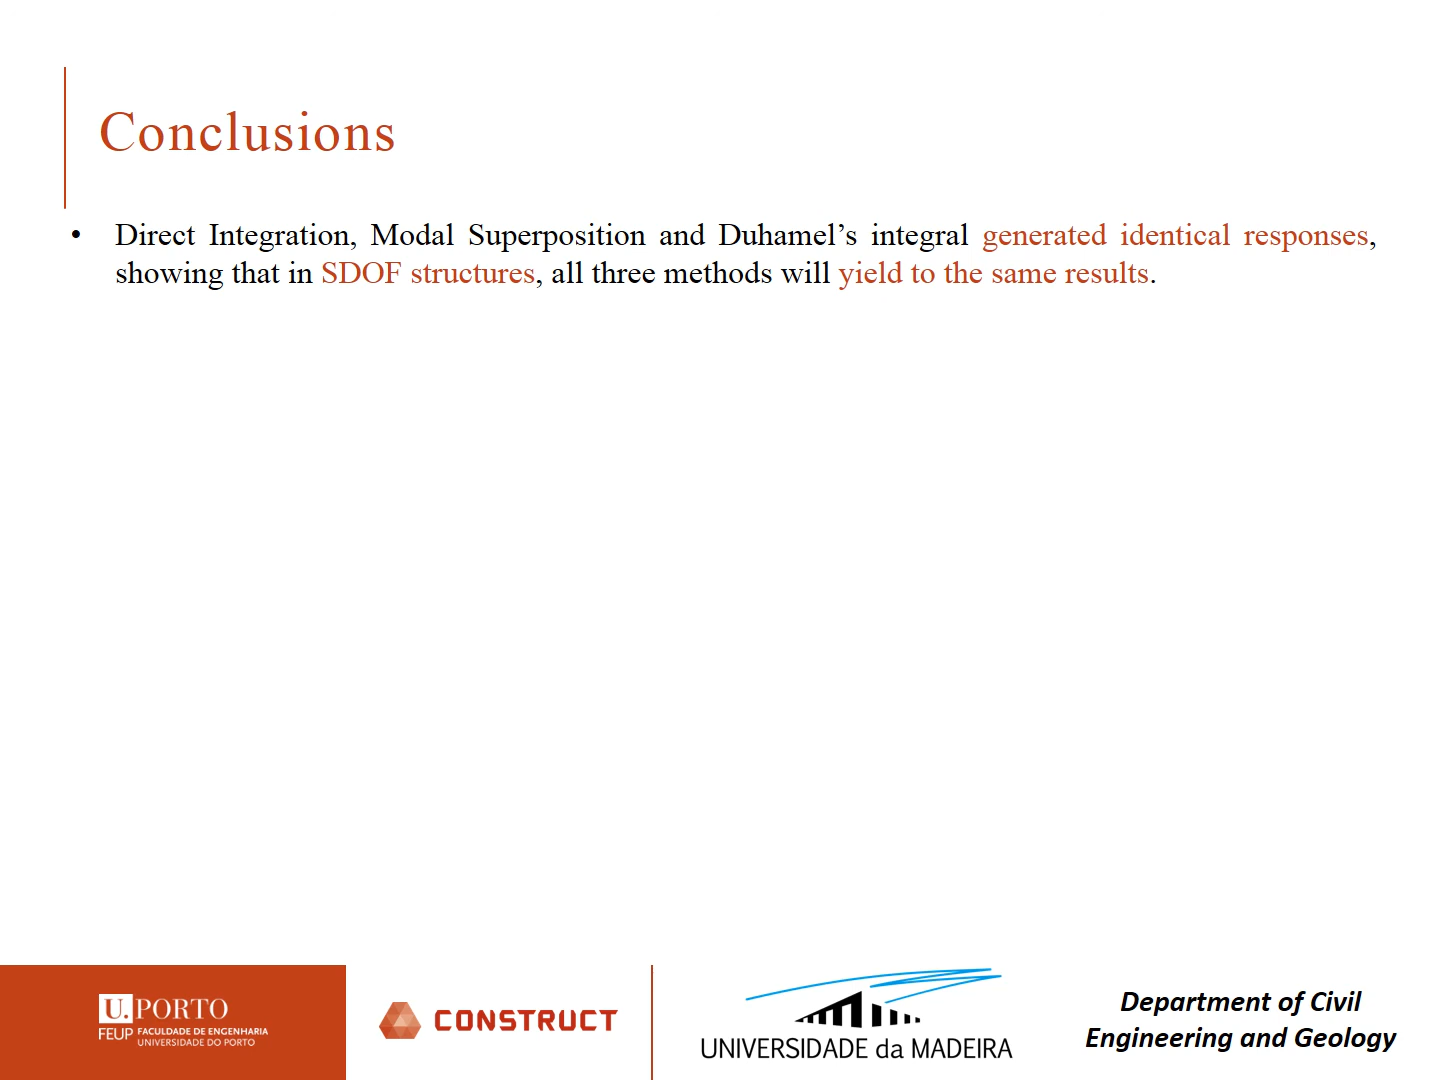 Conclusions
• Direct Integration, Modal Superposition and Duhamel’s integral generated identical responses,
showing that in SDOF structures, all three methods will yield to the same results.
U.PORTO
FEUP FACULDADE DE ENGENHARIA
UNIVERSIDADE DO PORTO
CONSTRUCT
UNIVERSIDADE da MADEIRA
Department of Civil
Engineering and Geology